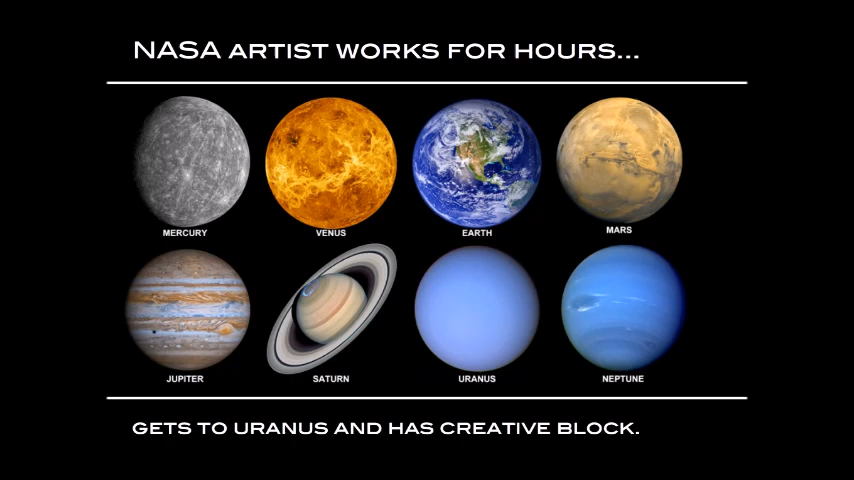 NASA ARTIST WORKS FOR HOURS...
MERCURY VENUS EARTH MARS
JUPITER SATURN URANUS NEPTUNE
GETS TO URANUS AND HAS CREATIVE BLOCK.